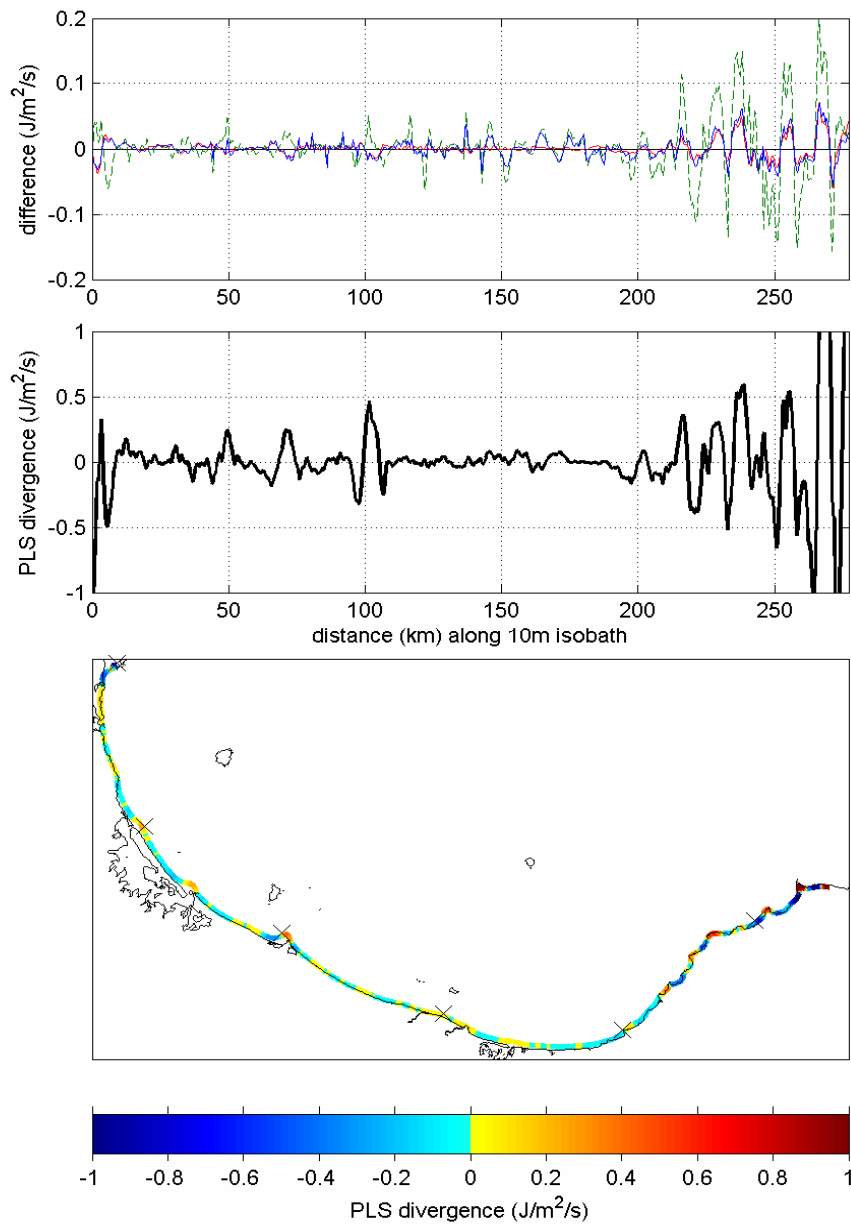 0.2
0.1
0
-0.1
-0.2
difference (J/m²/s)
0 50 100 150 200 250
1
0.5
0
-0.5
-1
PLS divergence (J/m²/s)
0 50 100 150 200 250
distance (km) along 10m isobath
-1 -0.8 -0.6 -0.4 -0.2 0 0.2 0.4 0.6 0.8 1
PLS divergence (J/m²/s)